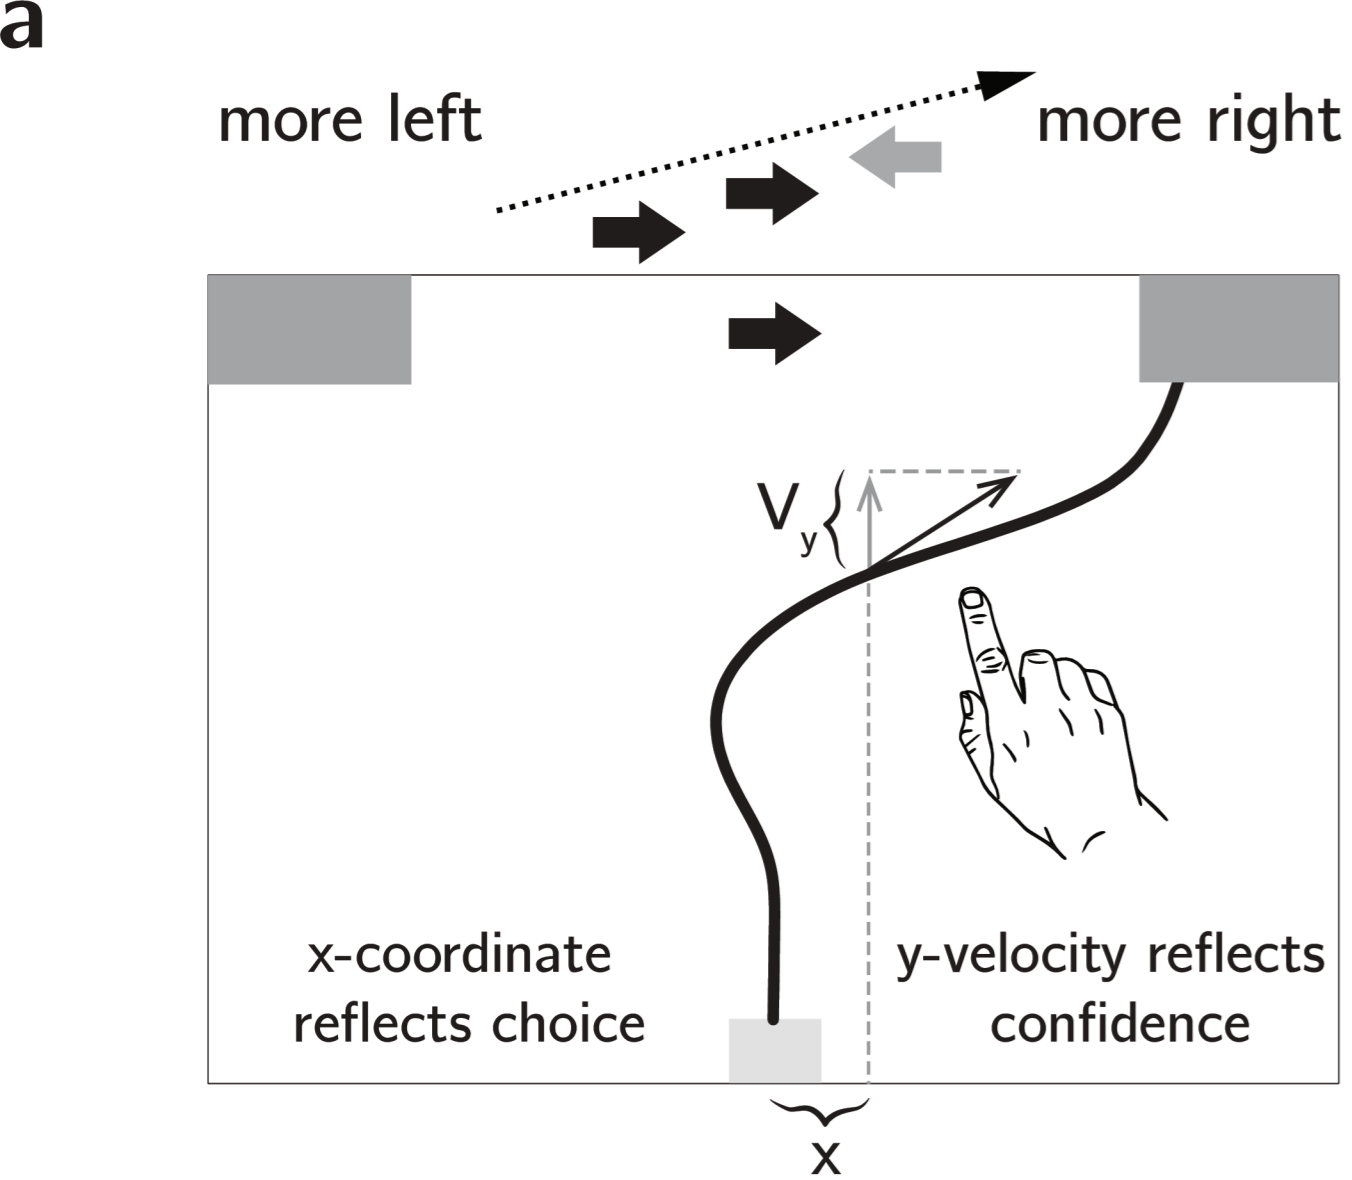 a
more left
more right
V
y
x-coordinate
reflects choice
y-velocity reflects
confidence
x